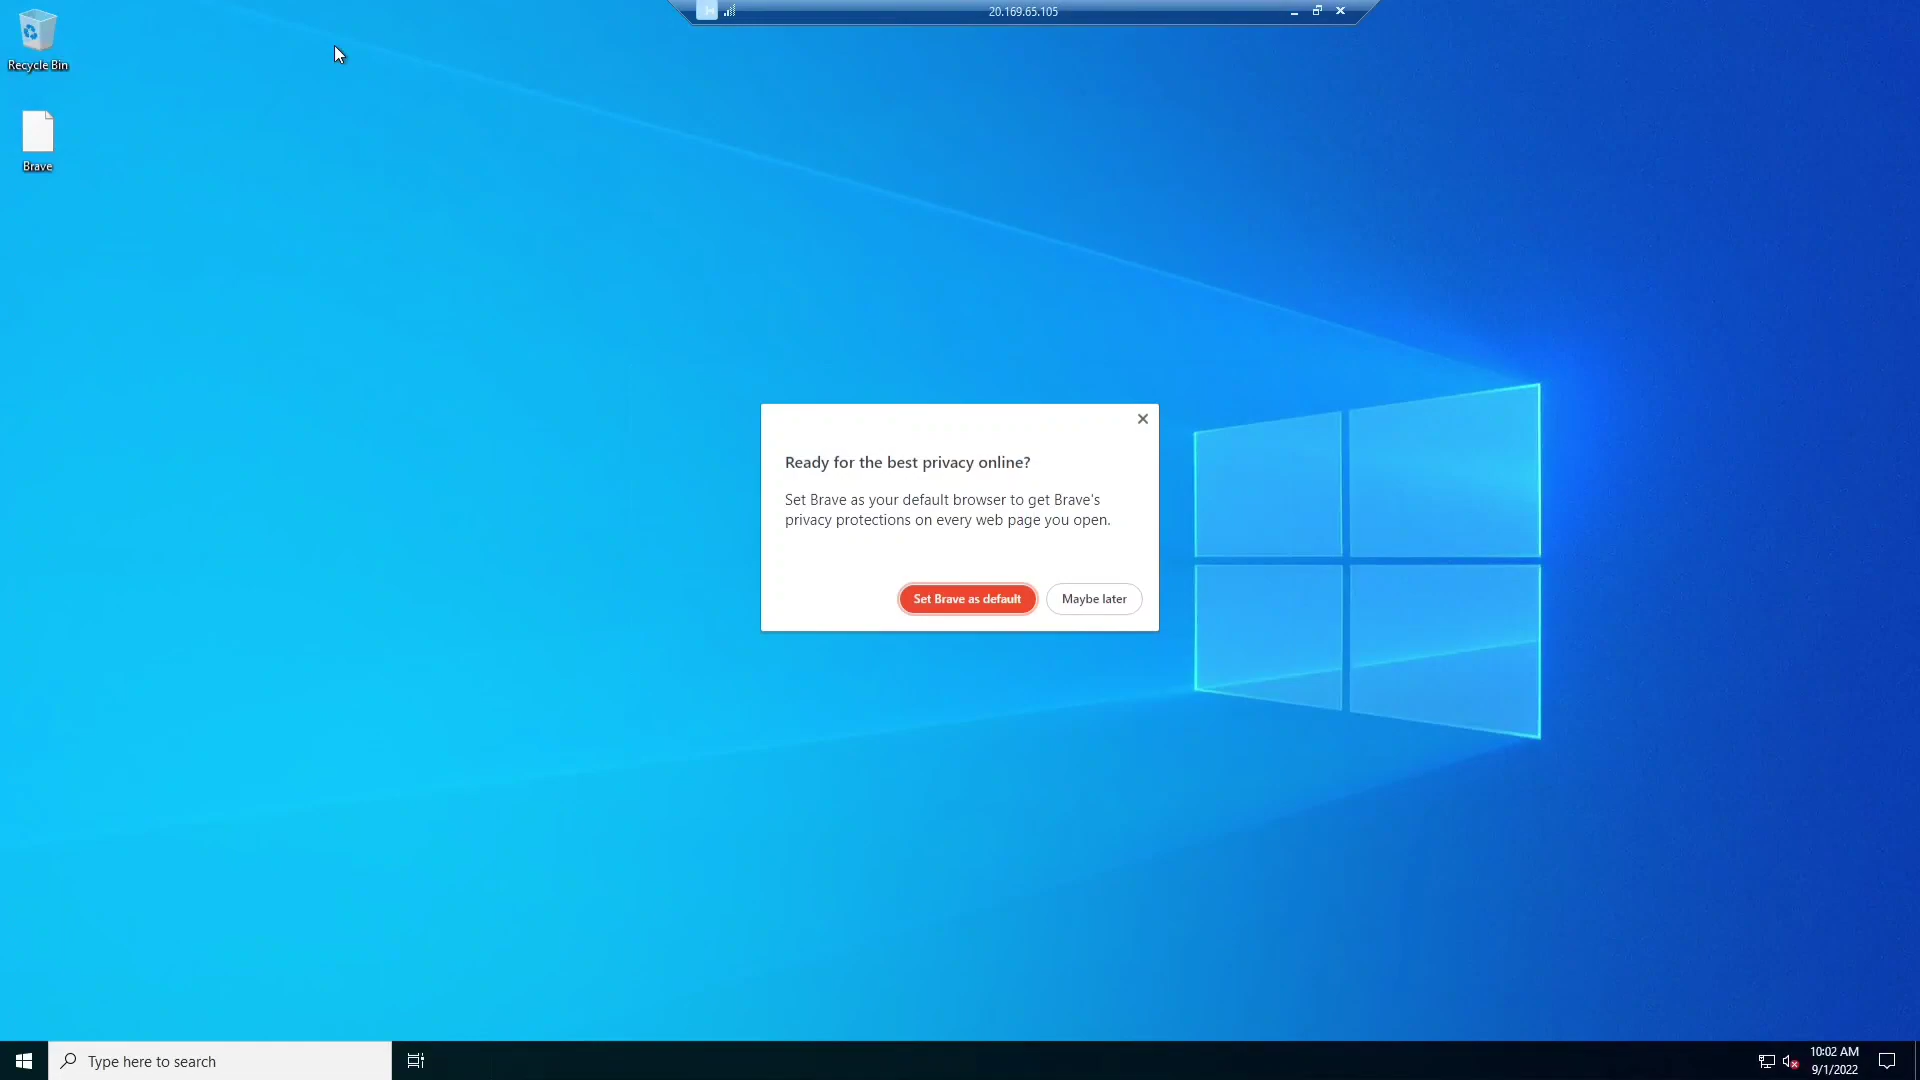 20.169.65.105
Recycle Bin
Brave
Ready for the best privacy online?
Set Brave as your default browser to get Brave's
privacy protections on every web page you open.
Set Brave as default
Maybe later
Type here to search
10:02 AM
9/1/2022